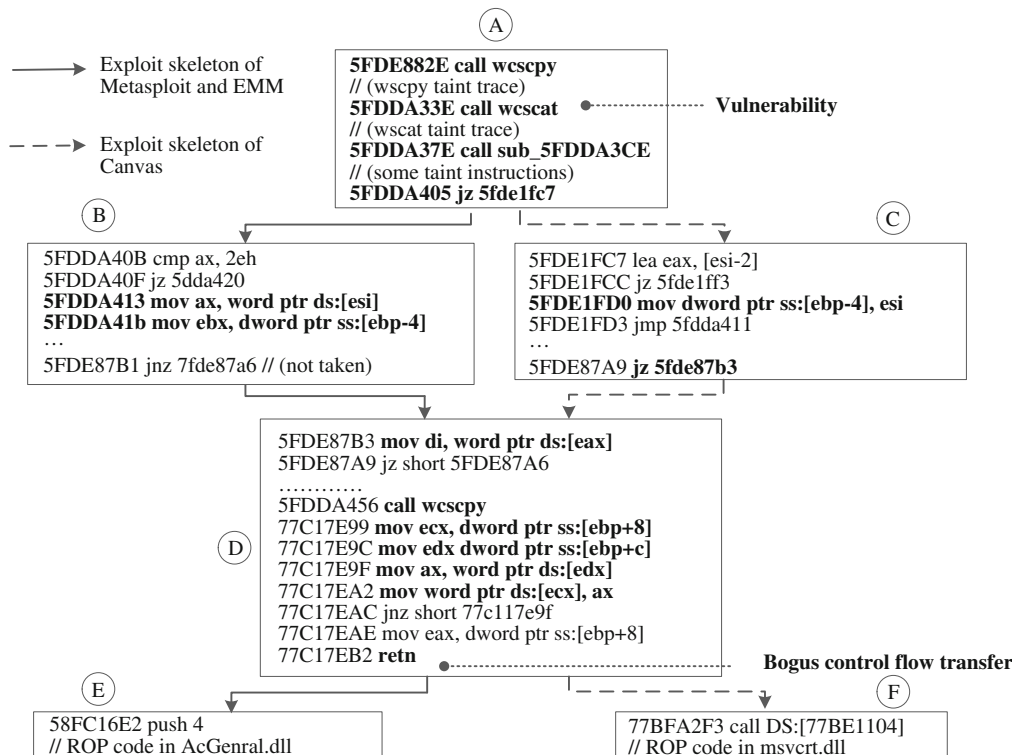 A
Exploit skeleton of
Metasploit and EMM
Exploit skeleton of
Canvas
5FDE882E call wcscpy
// (wscpy taint trace)
5FDDA33E call wcscat
// (wscat taint trace)
5FDDA37E call sub_5FDDA3CE
// (some taint instructions)
5FDDA405 jz 5fde1fc7
Vulnerability
B
5FDDA40B cmp ax, 2eh
5FDDA40F jz 5dda420
5FDDA413 mov ax, word ptr ds:[esi]
5FDDA41b mov ebx, dword ptr ss:[ebp-4]
…
5FDE87B1 jnz 7fde87a6 // (not taken)
C
5FDE1FC7 lea eax, [esi-2]
5FDE1FCC jz 5fde1ff3
5FDE1FD0 mov dword ptr ss:[ebp-4], esi
5FDE1FD3 jmp 5fdda411
…
5FDE87A9 jz 5fde87b3
D
5FDE87B3 mov di, word ptr ds:[eax]
5FDE87A9 jz short 5FDE87A6
…………
5FDDA456 call wcscpy
77C17E99 mov ecx, dword ptr ss:[ebp+8]
77C17E9C mov edx dword ptr ss:[ebp+c]
77C17E9F mov ax, word ptr ds:[edx]
77C17EA2 mov word ptr ds:[ecx], ax
77C17EAC jnz short 77c117e9f
77C17EAE mov eax, dword ptr ss:[ebp+8]
77C17EB2 retn
Bogus control flow transfer
E
58FC16E2 push 4
// ROP code in AcGenral.dll
F
77BFA2F3 call DS:[77BE1104]
// ROP code in msvcrt.dll